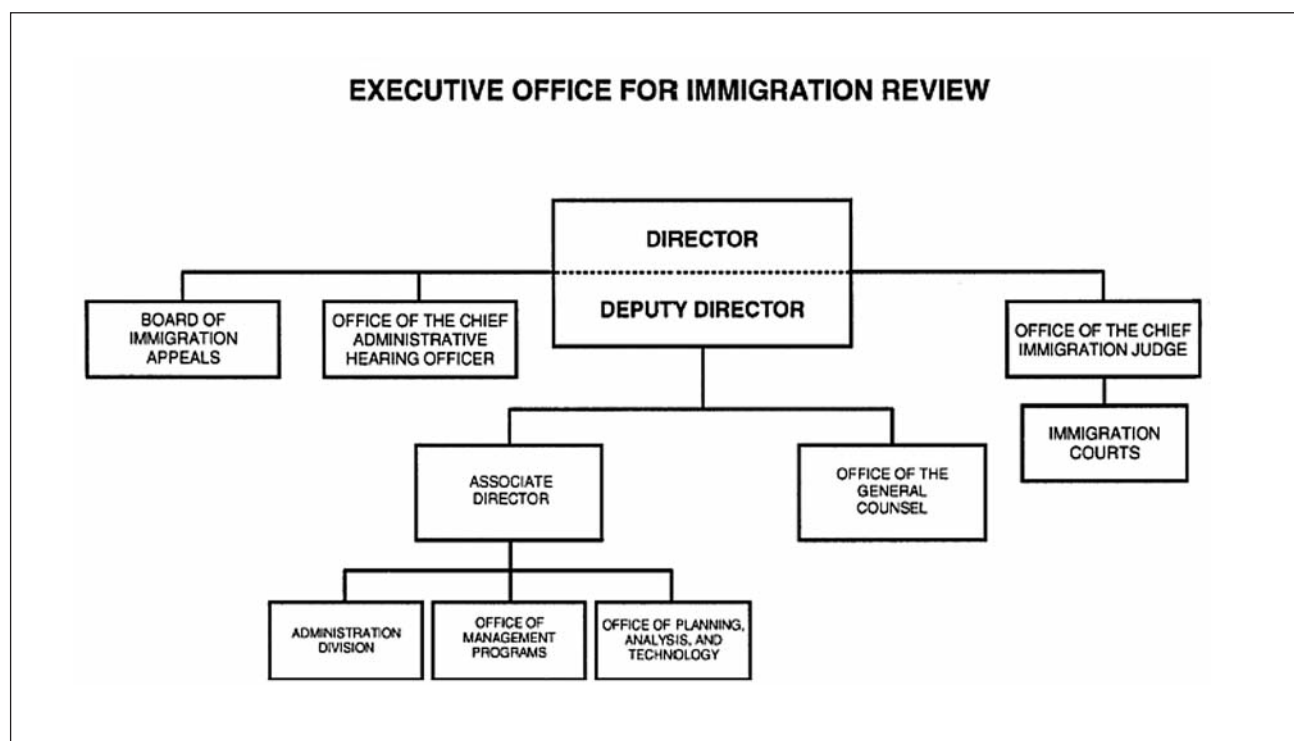 EXECUTIVE OFFICE FOR IMMIGRATION REVIEW
DIRECTOR
DEPUTY DIRECTOR
BOARD OF
IMMIGRATION
APPEALS
OFFICE OF THE CHIEF
ADMINISTRATIVE
HEARING OFFICER
OFFICE OF THE CHIEF
IMMIGRATION JUDGE
IMMIGRATION
COURTS
ASSOCIATE
DIRECTOR
OFFICE OF THE
GENERAL
COUNSEL
ADMINISTRATION
DIVISION
OFFICE OF
MANAGEMENT
PROGRAMS
OFFICE OF PLANNING,
ANALYSIS, AND
TECHNOLOGY